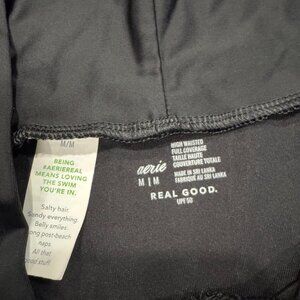 M/M
BEING
#AERIEREAL
MEANS LOVING
THE SWIM
YOU'RE IN.
Salty hair.
Sandy everything.
Belly smiles.
long post-beach
naps.
All that
good stuff.
aerie
M | M
HIGH WAISTED
FULL COVERAGE
TAILLE HAUTE
COUVERTURE TOTALE
MADE IN SRI LANKA
FABRIQUÉ AU SRI LANKA
REAL GOOD.
UPF 50